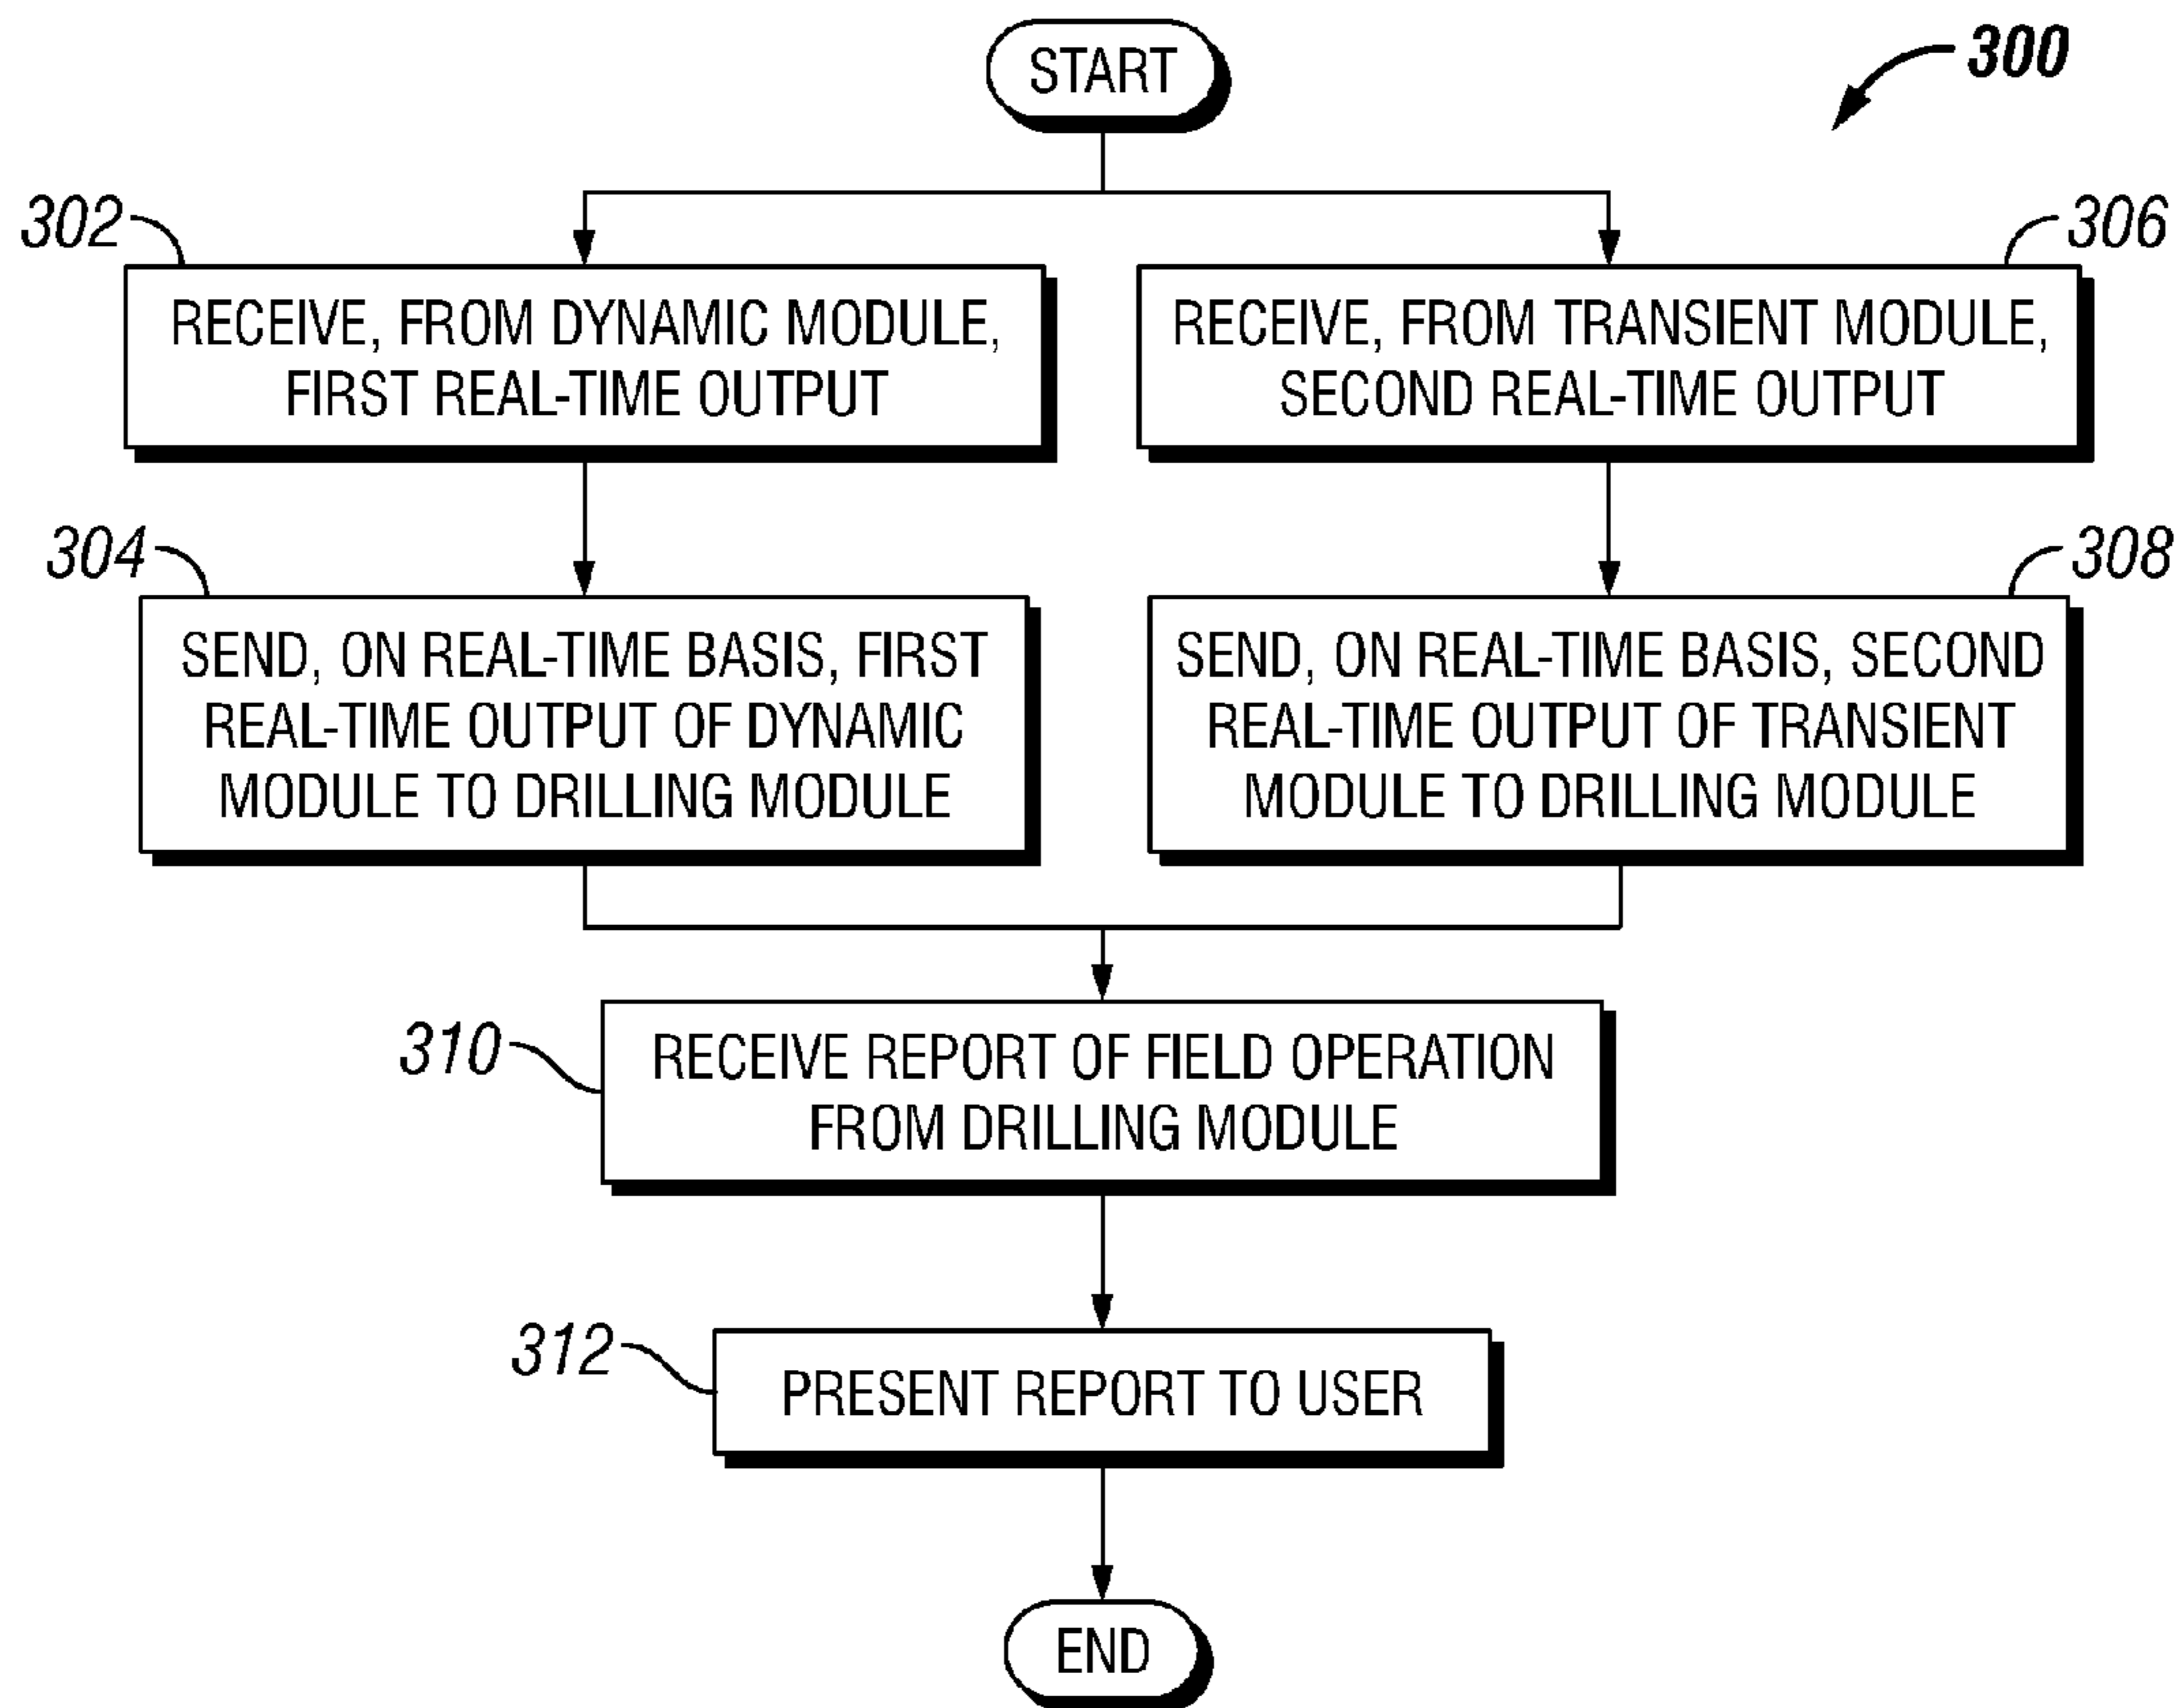 START
300
302
RECEIVE, FROM DYNAMIC MODULE,
FIRST REAL-TIME OUTPUT
306
RECEIVE, FROM TRANSIENT MODULE,
SECOND REAL-TIME OUTPUT
304
SEND, ON REAL-TIME BASIS, FIRST
REAL-TIME OUTPUT OF DYNAMIC
MODULE TO DRILLING MODULE
308
SEND, ON REAL-TIME BASIS, SECOND
REAL-TIME OUTPUT OF TRANSIENT
MODULE TO DRILLING MODULE
310
RECEIVE REPORT OF FIELD OPERATION
FROM DRILLING MODULE
312
PRESENT REPORT TO USER
END